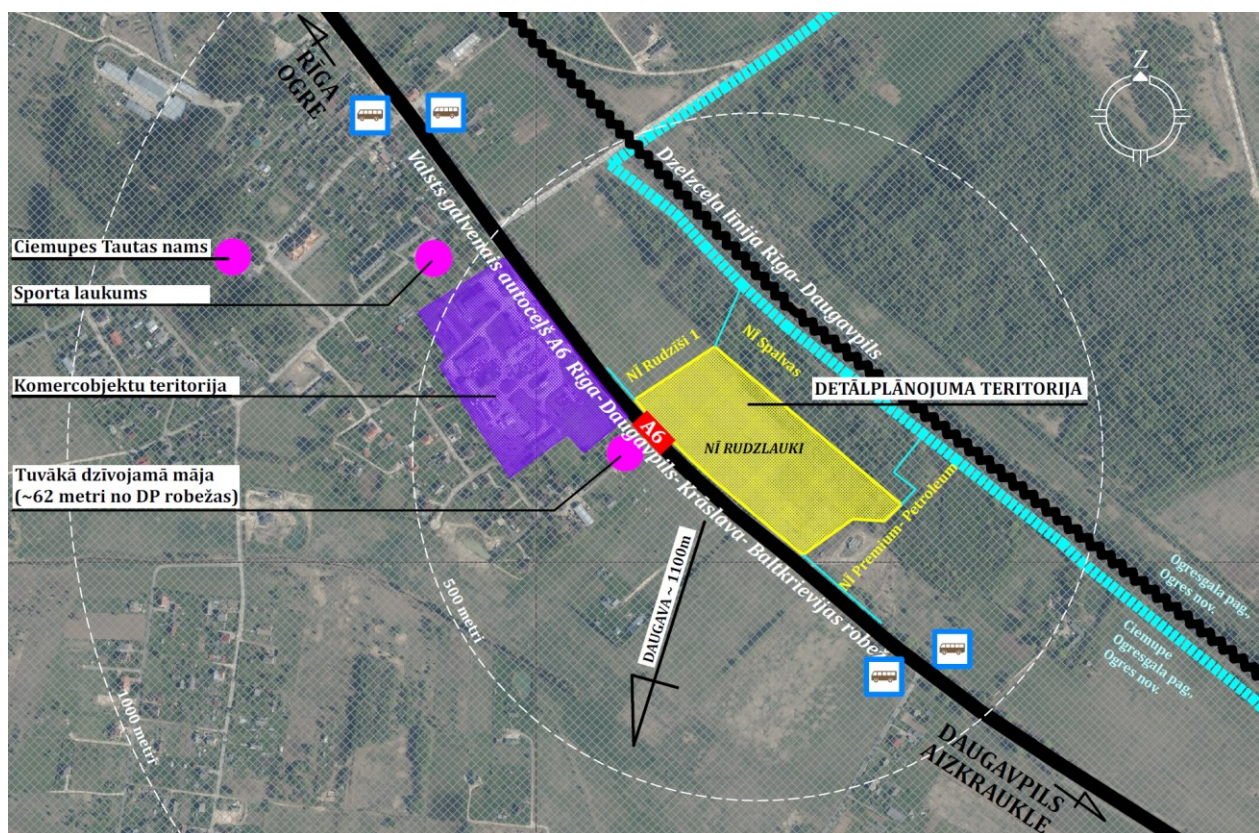 RĪGA
OGRE
Z
Valsts galvenais autoceļš A6 Rīga-Daugavpils-Krāslava- Baltkrievijas robež
Dzelzceļa linija Rīga- Daugavpils
Ciemupes Tautas nams
Sporta laukums
Komercobjektu teritorija
Tuvākā dzīvojamā māja
(~62 metri no DP robežas)
NĪ Rudzīši 1
NĪ Spalvas
DETĀLPLĀNOJUMA TERITORIJA
A6
NĪ RUDZLAUKI
NĪ Premium- Petroleum
500 metri
1000 metri
DAUGAVA ~ 1100m
Ogresgala pag.,
Ogres nov.
Ciemupe
Ogresgala pag.,
Ogres nov.
DAUGAVPILS
AIZKRAUKLE